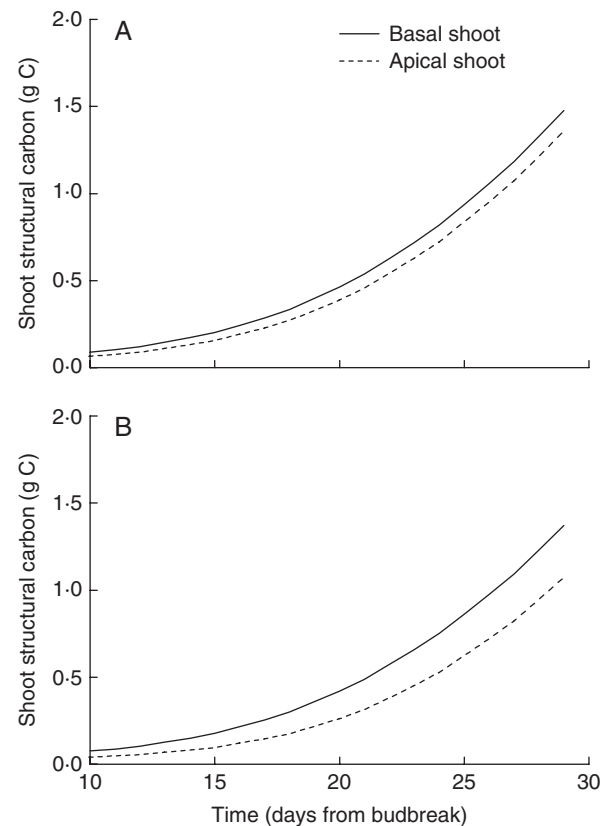 A
Basal shoot
Apical shoot
Shoot structural carbon (g C)
2·0
1·5
1·0
0·5
0·0
B
Shoot structural carbon (g C)
2·0
1·5
1·0
0·5
0·0
10
15
20
25
30
Time (days from budbreak)